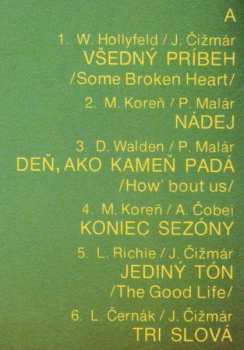 A
1. W. Hollyfeld / J. Čižmár
VŠEDNÝ PRÍBEH
/Some Broken Heart/
2. M. Koreň / P. Malár
NÁDEJ
3 D. Walden / P. Malár
DEŇ, AKO KAMEŇ PADÁ
/How' bout us/
4. M. Koreň / A. Čobej
KONIEC SEZÓNY
5. L. Richie / J. Čižmár
JEDINÝ TÓN
/The Good Life/
6. L. Černák / J. Čižmár
TRI SLOVÁ